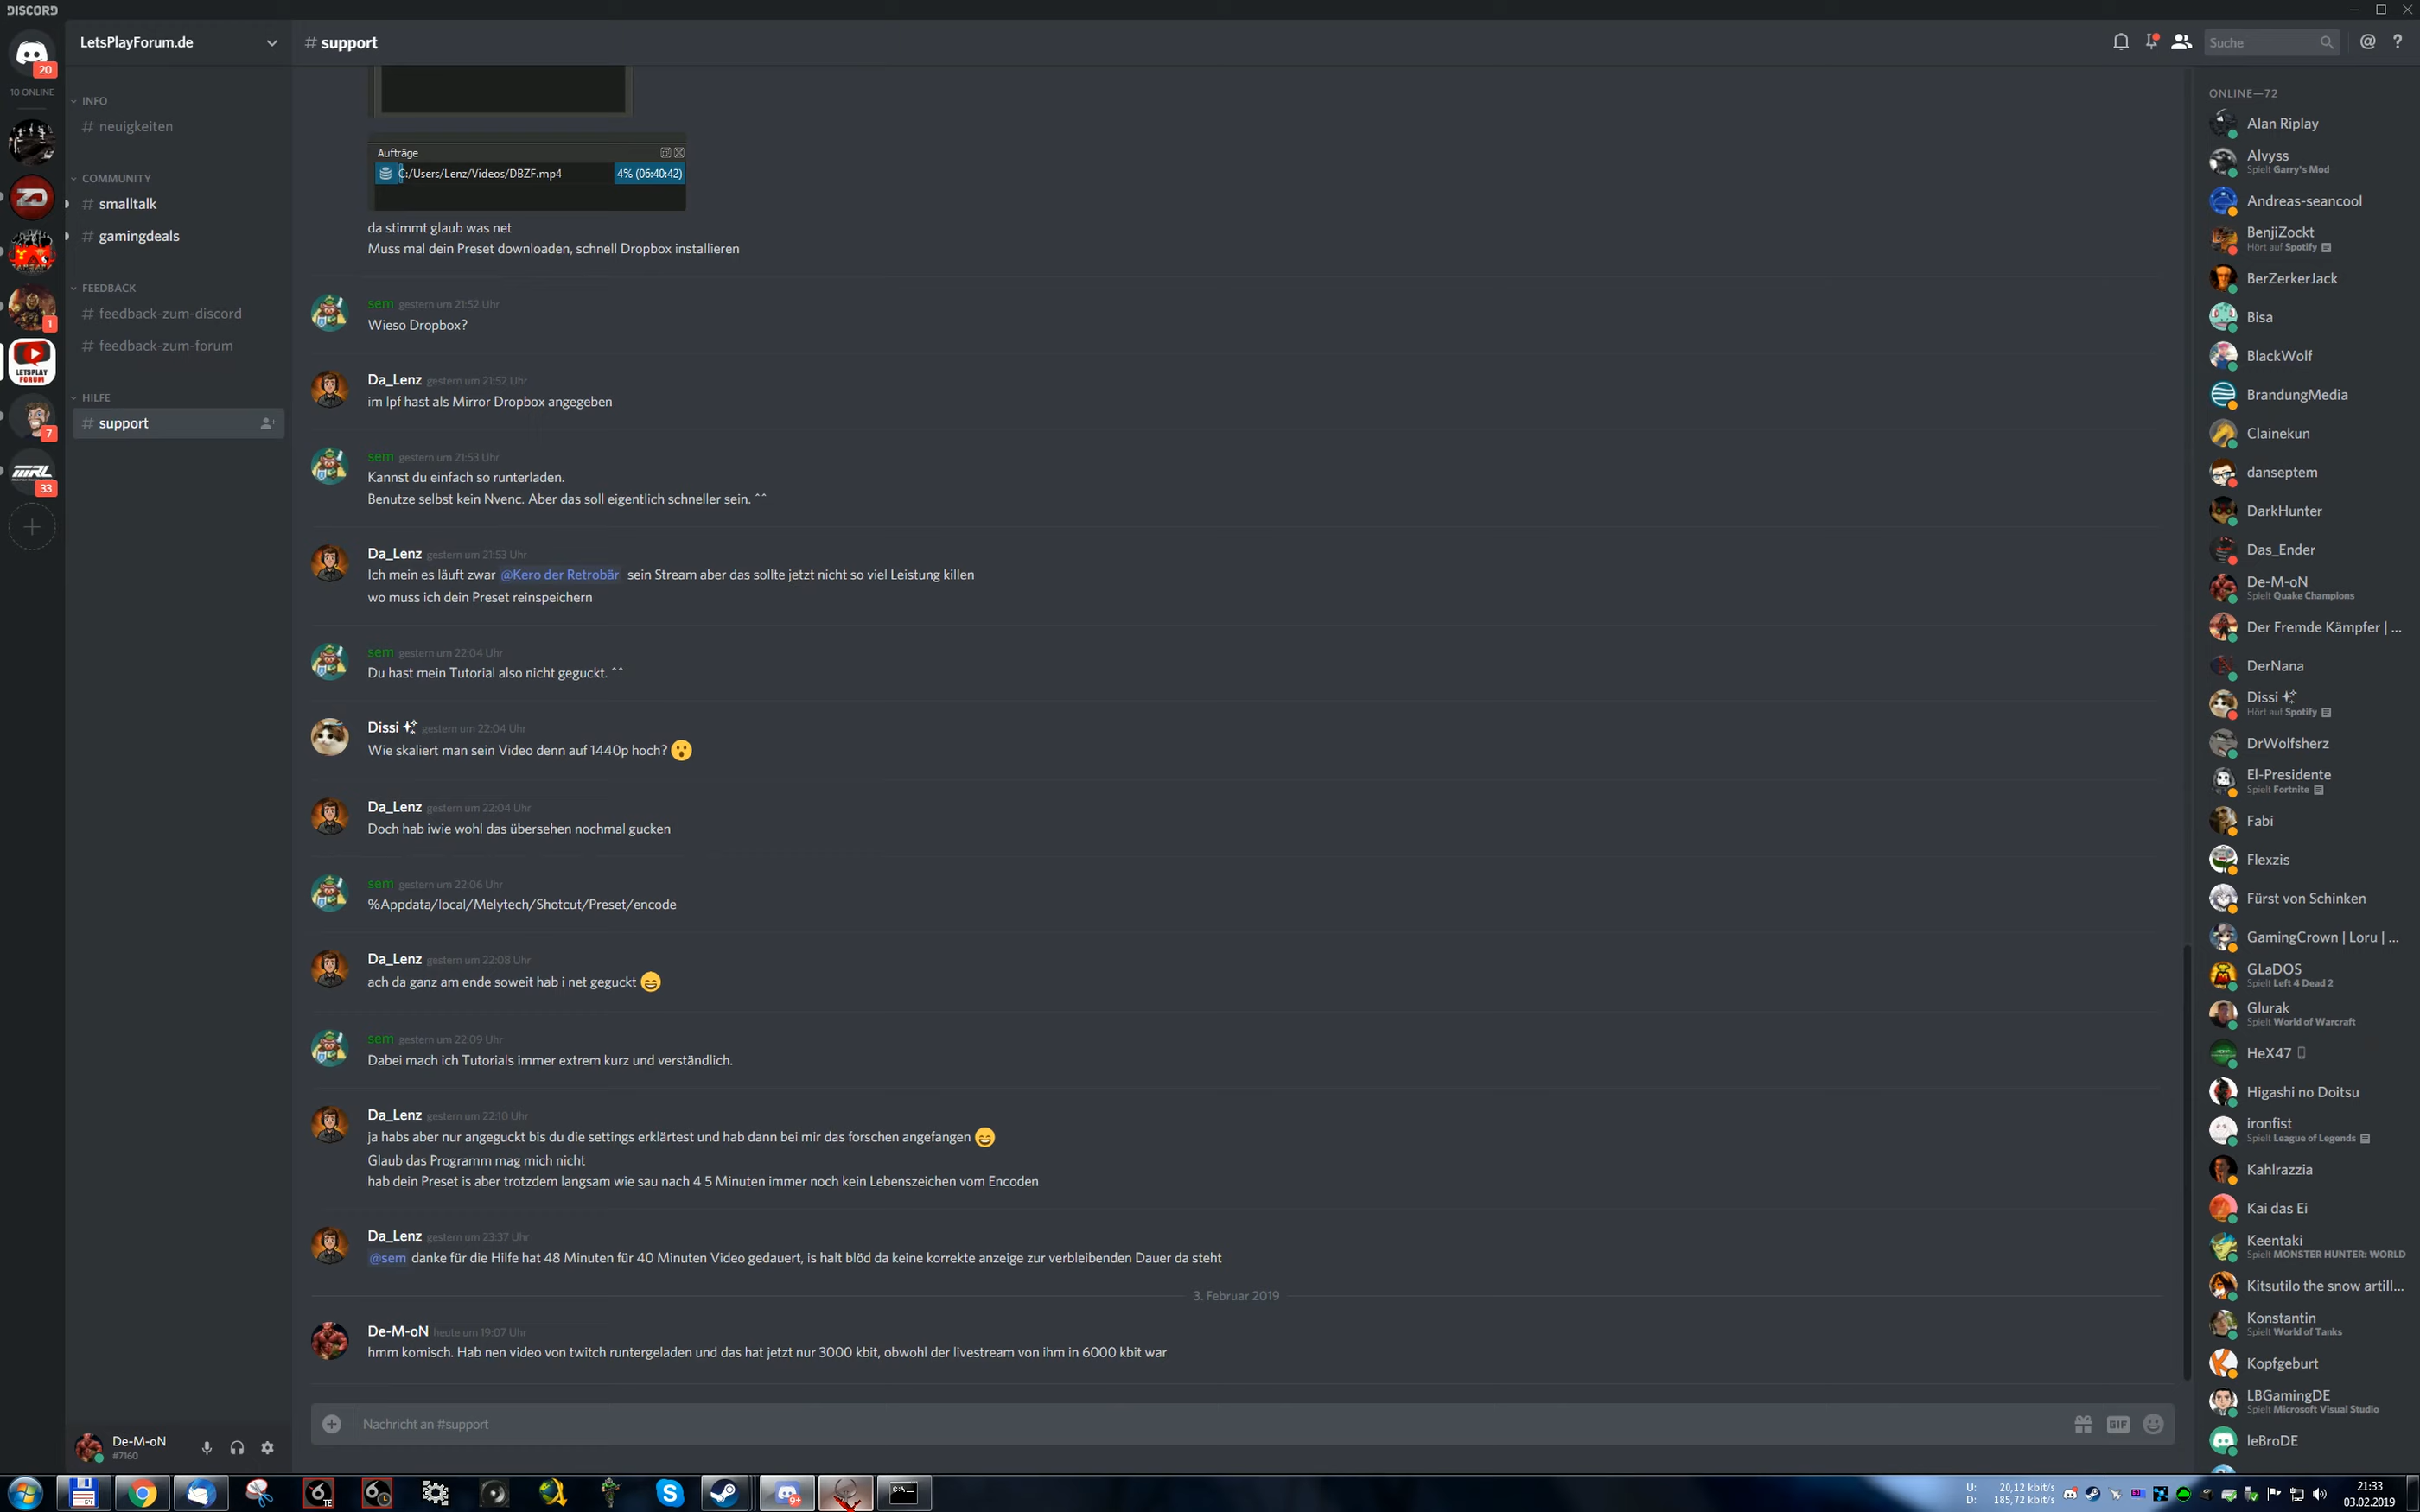 DISCORD
20
10 ONLINE
1
LETSPLAY
FORUM
7
33
LetsPlayForum.de
INFO
# neuigkeiten
COMMUNITY
# smalltalk
# gamingdeals
FEEDBACK
# feedback-zum-discord
# feedback-zum-forum
HILFE
# support
De-M-oN
#7160
# support
Suche
Aufträge
C:/Users/Lenz/Videos/DBZF.mp4 4% (06:40:42)
da stimmt glaub was net
Muss mal dein Preset downloaden, schnell Dropbox installieren
sem gestern um 21:52 Uhr
Wieso Dropbox?
Da_Lenz gestern um 21:52 Uhr
im lpf hast als Mirror Dropbox angegeben
sem gestern um 21:53 Uhr
Kannst du einfach so runterladen.
Benutze selbst kein Nvenc. Aber das soll eigentlich schneller sein. ^^
Da_Lenz gestern um 21:53 Uhr
Ich mein es läuft zwar @Kero der Retrobär sein Stream aber das sollte jetzt nicht so viel Leistung killen
wo muss ich dein Preset reinspeichern
sem gestern um 22:04 Uhr
Du hast mein Tutorial also nicht geguckt. ^^
Dissi gestern um 22:04 Uhr
Wie skaliert man sein Video denn auf 1440p hoch? 😮
Da_Lenz gestern um 22:04 Uhr
Doch hab iwie wohl das übersehen nochmal gucken
sem gestern um 22:06 Uhr
%Appdata/local/Melytech/Shotcut/Preset/encode
Da_Lenz gestern um 22:08 Uhr
ach da ganz am ende soweit hab i net geguckt 😄
sem gestern um 22:09 Uhr
Dabei mach ich Tutorials immer extrem kurz und verständlich.
Da_Lenz gestern um 22:10 Uhr
ja habs aber nur angeguckt bis du die settings erklärtest und hab dann bei mir das forschen angefangen 😄
Glaub das Programm mag mich nicht
hab dein Preset is aber trotzdem langsam wie sau nach 4 5 Minuten immer noch kein Lebenszeichen vom Encoden
Da_Lenz gestern um 23:37 Uhr
@sem danke für die Hilfe hat 48 Minuten für 40 Minuten Video gedauert, is halt blöd da keine korrekte anzeige zur verbleibenden Dauer da steht
3. Februar 2019
De-M-oN heute um 19:07 Uhr
hmm komisch. Hab nen video von twitch runtergeladen und das hat jetzt nur 3000 kbit, obwohl der livestream von ihm in 6000 kbit war
Nachricht an #support
GIF
ONLINE—72
Alan Riplay
Alvyss
Spielt Garry's Mod
Andreas-seancool
BenjiZockt
Hört auf Spotify
BerZerkerJack
Bisa
BlackWolf
BrandungMedia
Clainekun
danseptem
DarkHunter
Das_Ender
De-M-oN
Spielt Quake Champions
Der Fremde Kämpfer | ...
DerNana
Dissi
Hört auf Spotify
DrWolfsherz
El-Presidente
Spielt Fortnite
Fabi
Flexzis
Fürst von Schinken
GamingCrown | Loru | ...
GLaDOS
Spielt Left 4 Dead 2
Glurak
Spielt World of Warcraft
HeX47
Higashi no Doitsu
ironfist
Spielt League of Legends
Kahlrazzia
Kai das Ei
Keentaki
Spielt MONSTER HUNTER: WORLD
Kitsutilo the snow artill...
Konstantin
Spielt World of Tanks
Kopfgeburt
LBGamingDE
Spielt Microsoft Visual Studio
leBroDE
9+
U: 20,12 kbit/s
D: 185,72 kbit/s
21:33
03.02.2019